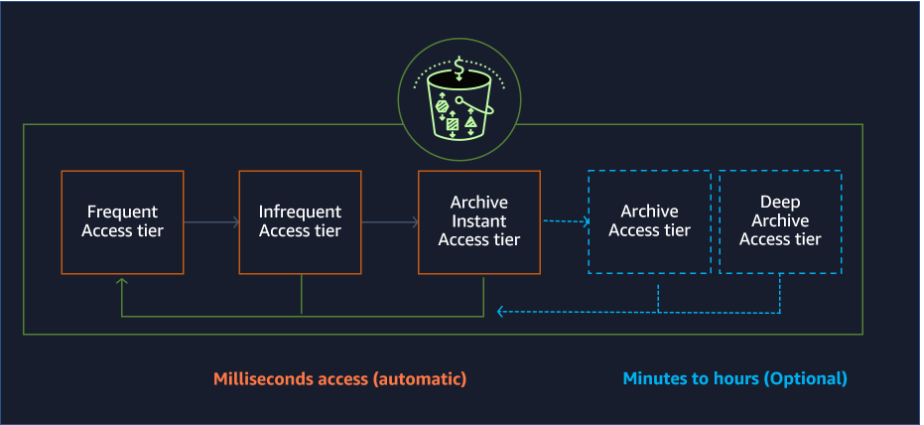 $
Frequent
Access tier
Infrequent
Access tier
Archive
Instant
Access tier
Archive
Access tier
Deep
Archive
Access tier
Milliseconds access (automatic)
Minutes to hours (Optional)